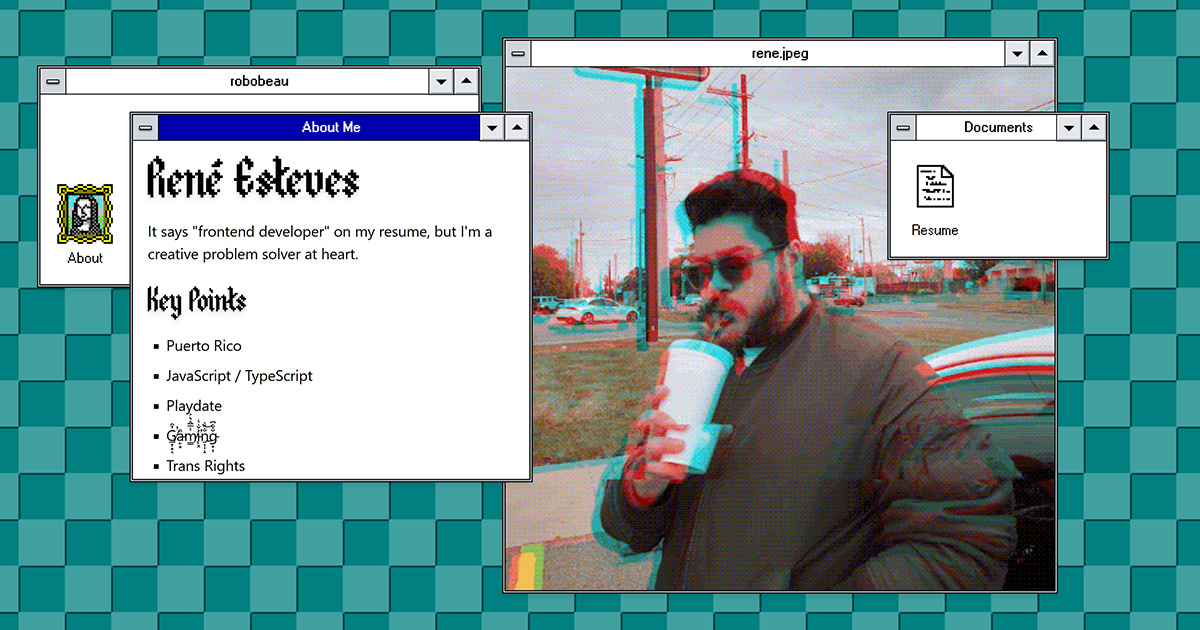 robobeau
About
About Me
René Esteves
It says "frontend developer" on my resume, but I'm a
creative problem solver at heart.
Key Points
Puerto Rico
JavaScript / TypeScript
Playdate
Gaming
Trans Rights
rene.jpeg
Documents
Resume